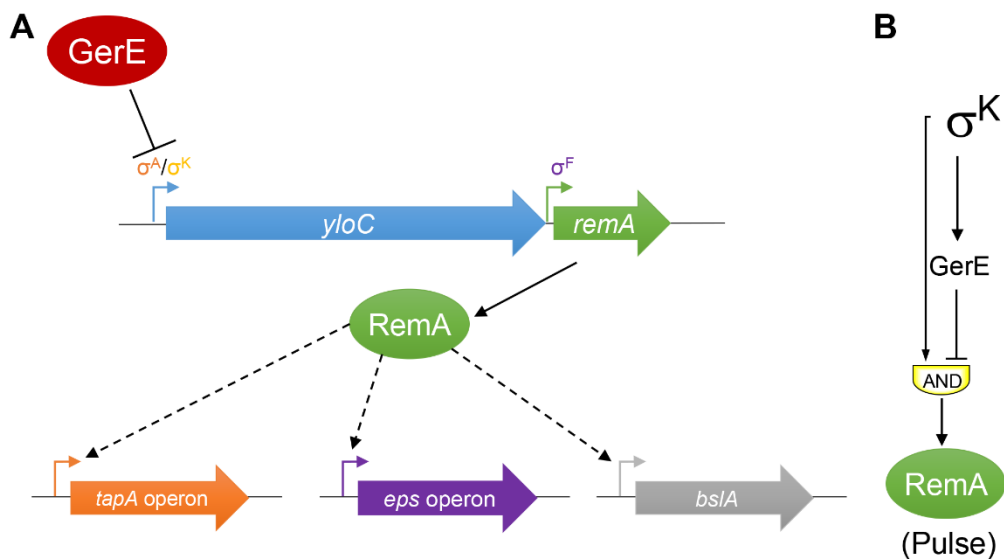 A
GerE
σᴬ/σᴷ
σᶠ
yloC
remA
RemA
tapA operon
eps operon
bslA
B
σᴷ
GerE
AND
RemA
(Pulse)